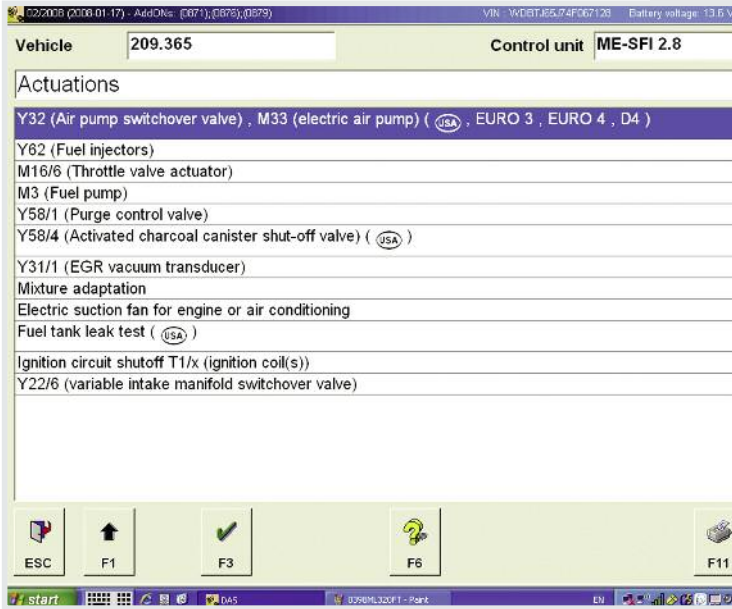 02/2008 (2008-01-17) - AddONs: (0871);(0876);(0879) VIN : WDBTJ65J74F067128 Battery voltage: 13.6 V
Vehicle 209.365 Control unit ME-SFI 2.8
Actuations
Y32 (Air pump switchover valve) , M33 (electric air pump) ( USA , EURO 3 , EURO 4 , D4 )
Y62 (Fuel injectors)
M16/6 (Throttle valve actuator)
M3 (Fuel pump)
Y58/1 (Purge control valve)
Y58/4 (Activated charcoal canister shut-off valve) ( USA )
Y31/1 (EGR vacuum transducer)
Mixture adaptation
Electric suction fan for engine or air conditioning
Fuel tank leak test ( USA )
Ignition circuit shutoff T1/x (ignition coil(s))
Y22/6 (variable intake manifold switchover valve)
ESC F1 F3 F6 F11
start DAS 0398ML320FT - Paint EN